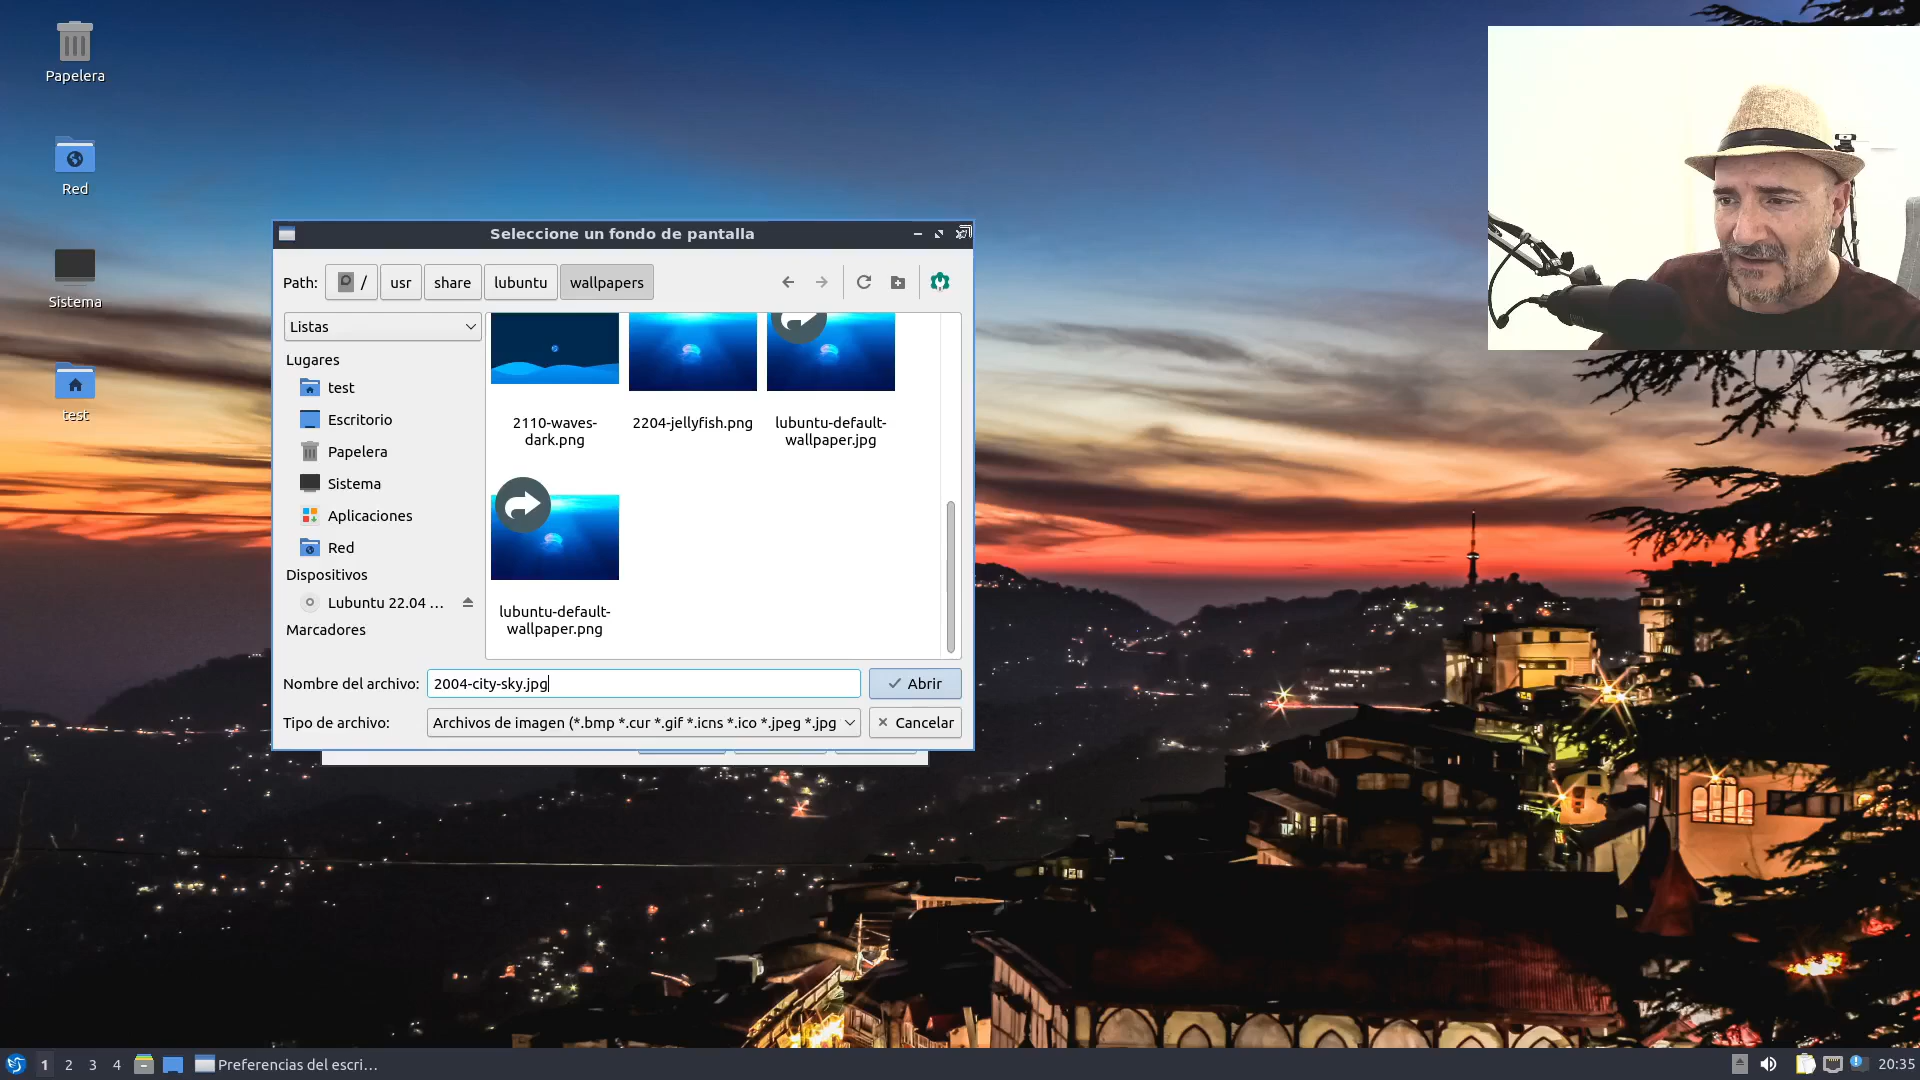 Papelera
Red
Sistema
test
Seleccione un fondo de pantalla
Path:
/
usr
share
lubuntu
wallpapers
Listas
Lugares
test
Escritorio
Papelera
Sistema
Aplicaciones
Red
Dispositivos
Lubuntu 22.04 ...
Marcadores
2110-waves-
dark.png
2204-jellyfish.png
lubuntu-default-
wallpaper.jpg
lubuntu-default-
wallpaper.png
Nombre del archivo:
2004-city-sky.jpg
Abrir
Tipo de archivo:
Archivos de imagen (*.bmp *.cur *.gif *.icns *.ico *.jpeg *.jpg
Cancelar
1 2 3 4
Preferencias del escri...
20:35